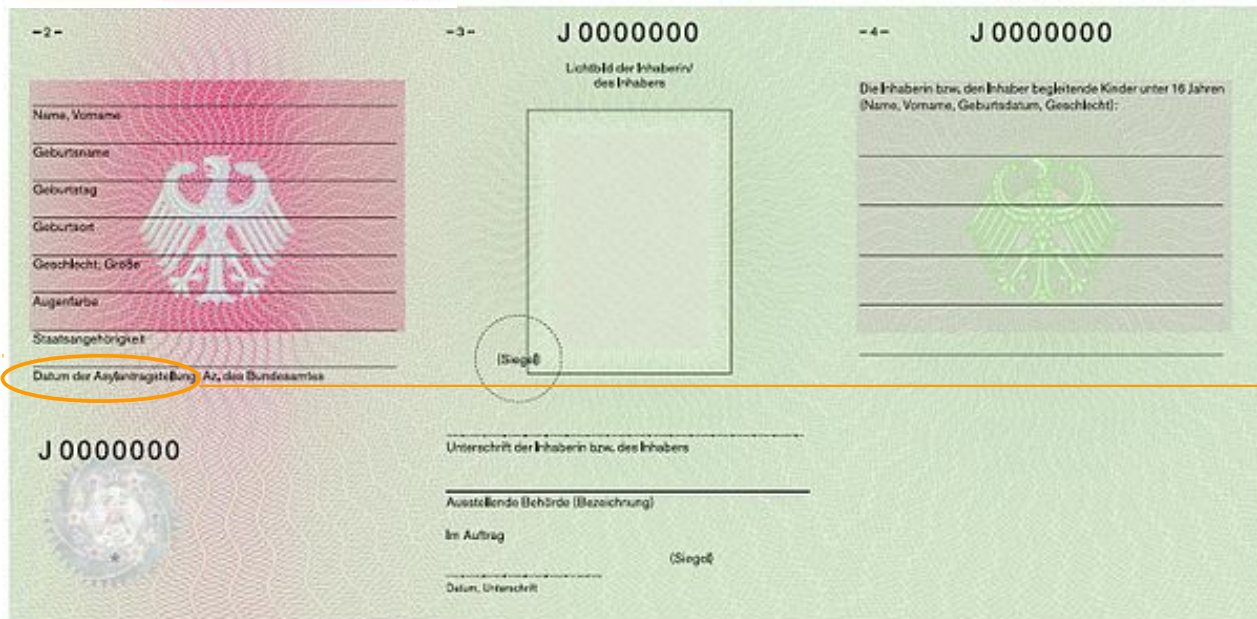 -2-
Name, Vorname
Geburtsname
Geburtstag
Geburtsort
Geschlecht; Größe
Augenfarbe
Staatsangehörigkeit
Datum der Asylantragstellung, Az, des Bundesamtes
J 0000000
-3-
J 0000000
Lichtbild der Inhaberin/
des Inhabers
(Siegel)
Unterschrift der Inhaberin bzw. des Inhabers
Ausstellende Behörde (Bezeichnung)
Im Auftrag
(Siegel)
Datum, Unterschrift
-4-
J 0000000
Die Inhaberin bzw. den Inhaber begleitende Kinder unter 16 Jahren
(Name, Vorname, Geburtsdatum, Geschlecht):